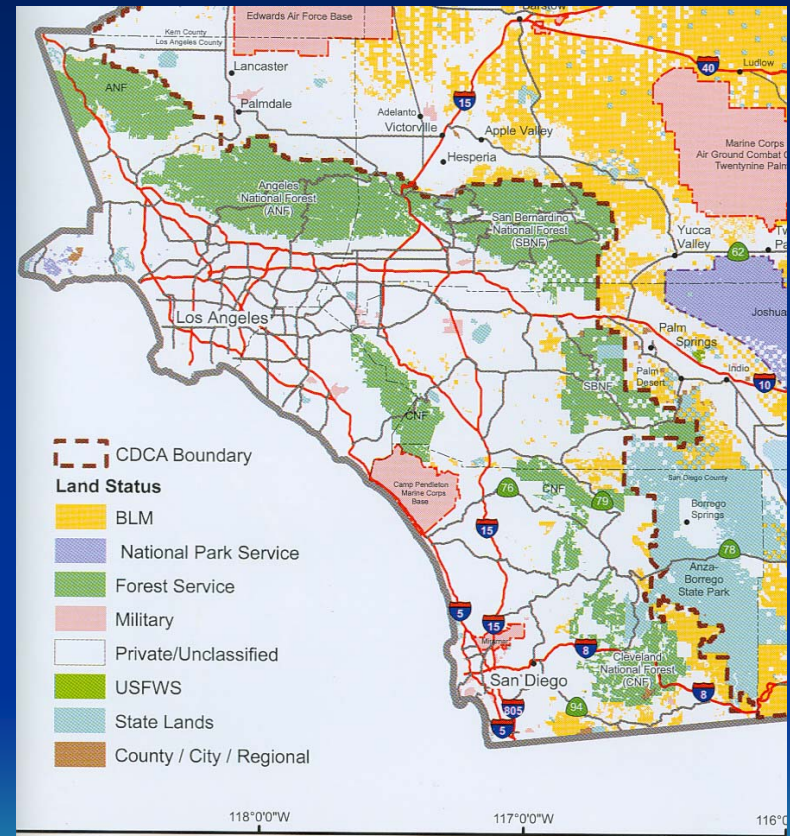 Edwards Air Force Base
Barstow
Kern County
Los Angeles County
40
Ludlow
Lancaster
ANF
15
Palmdale
Adelanto
Victorville
Apple Valley
Hesperia
Marine Corps
Air Ground Combat
Twentynine Palm
Angeles
National Forest
(ANF)
San Bernardino
National Forest
(SBNF)
Yucca
Valley
62
Joshua
Los Angeles
Palm
Springs
SBNF
Palm
Desert
Indio
10
CNF
CDCA Boundary
Land Status
BLM
National Park Service
Forest Service
Military
Private/Unclassified
USFWS
State Lands
County / City / Regional
Camp Pendleton
Marine Corps
Base
76
CNF
79
San Diego County
Borrego
Springs
15
78
Anza-
Borrego
State Park
5
15
Miramar
8
Cleveland
National Forest
(CNF)
San Diego
8
805
94
5
118°0'0"W
117°0'0"W
116°